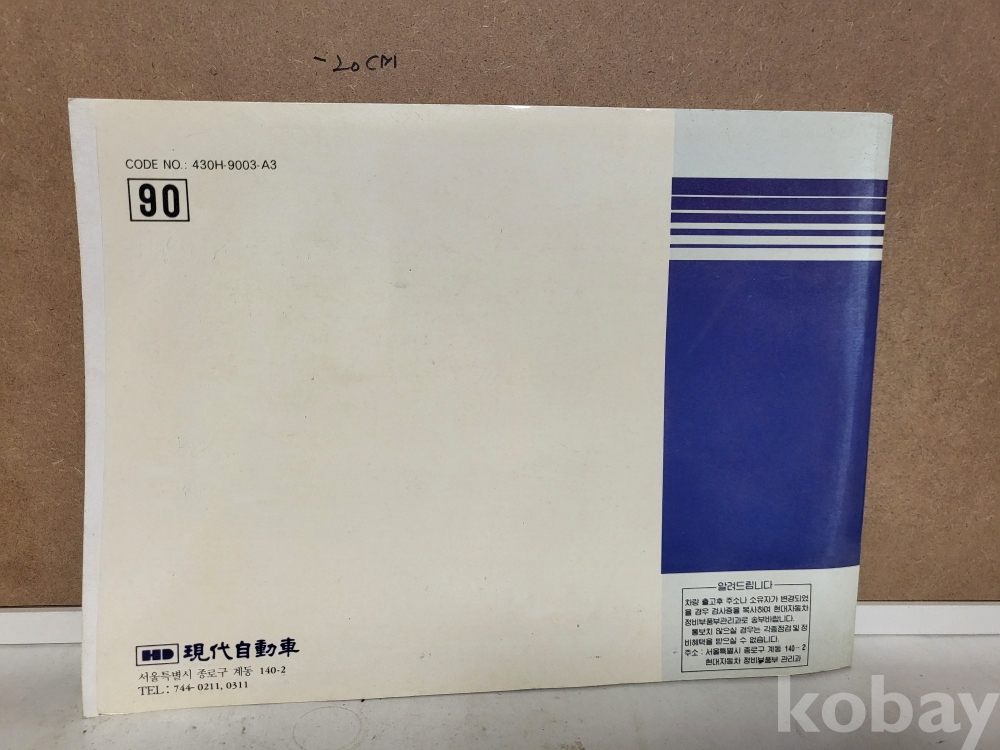 -20CM
CODE NO.: 430H-9003-A3
90
HD 現代自動車
서울특별시 종로구 계동 140-2
TEL: 744-0211, 0311
알려드립니다
차량 출고후 주소나 소유자가 변경되었
을 경우 검사증을 복사하여 현대자동차
정비부품부관리과로 송부바랍니다.
통보치 않으실 경우는 각종점검 및 정
비혜택을 받으실 수 없읍니다.
주소 : 서울특별시 종로구 계동 140-2
현대자동차 정비부품부 관리과
kobay